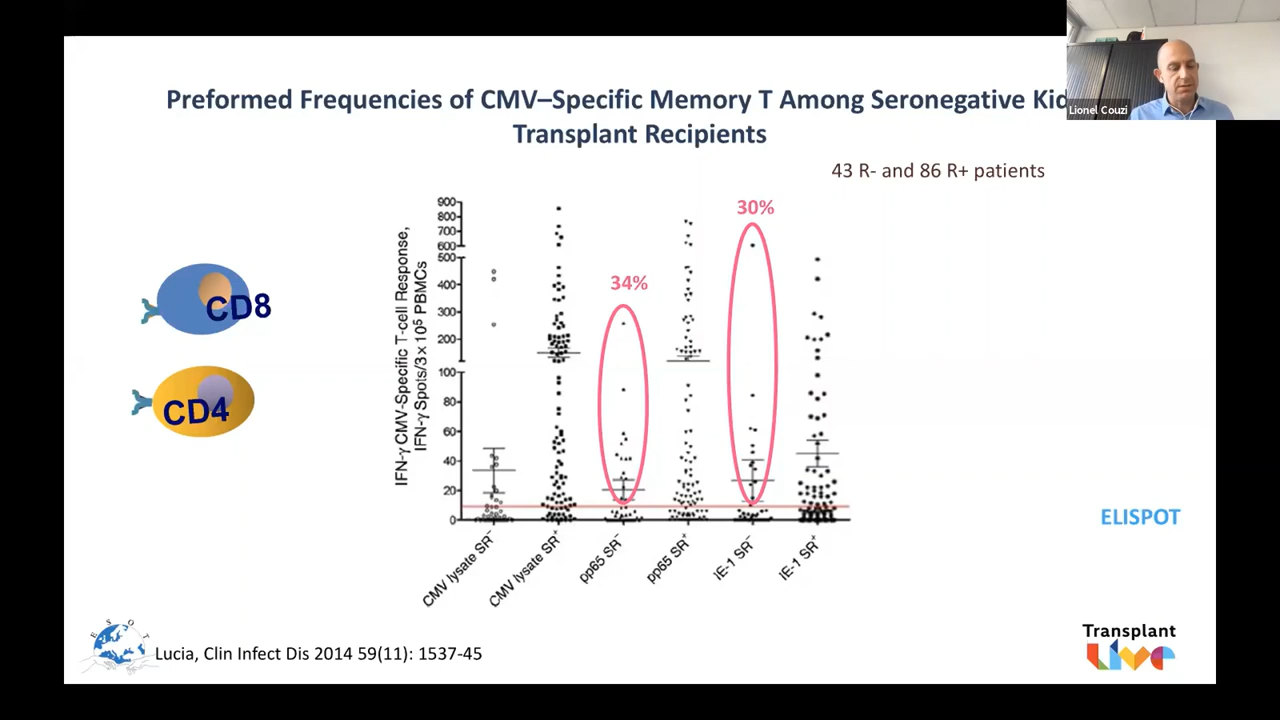 Preformed Frequencies of CMV–Specific Memory T Among Seronegative Kid
Transplant Recipients
Lionel Couzi
43 R- and 86 R+ patients
CD8
CD4
IFN-γ CMV-Specific T-cell Response,
IFN-γ Spots/3×10⁵ PBMCs
900
800
700
600
500
400
300
200
100
80
60
40
20
0
34%
30%
CMV lysate SR⁻
CMV lysate SR⁺
pp65 SR⁻
pp65 SR⁺
IE-1 SR⁻
IE-1 SR⁺
ELISPOT
E S O T
Lucia, Clin Infect Dis 2014 59(11): 1537-45
Transplant
Live